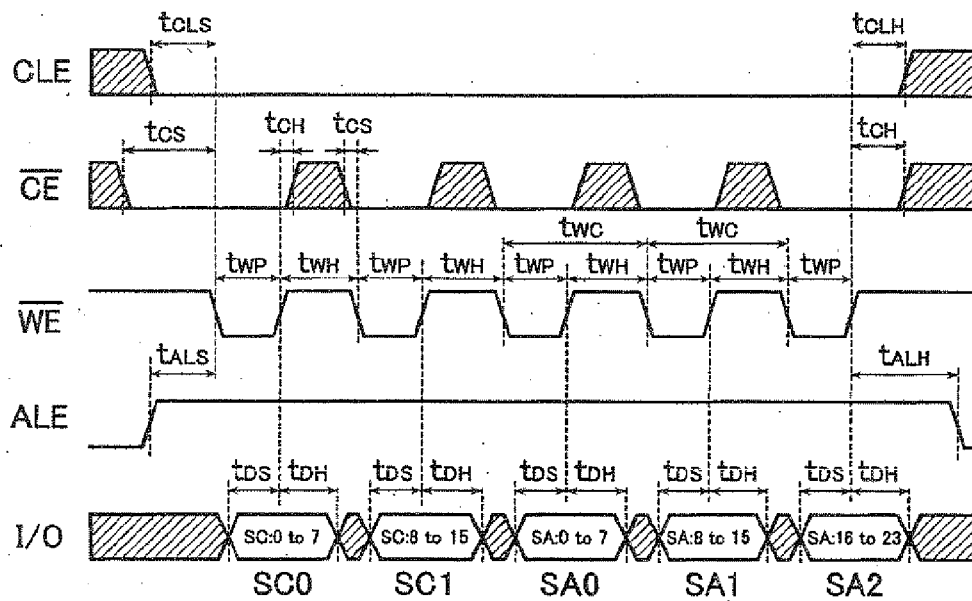 tCLS tCLH
CLE
tCS tCH tCS tCH
CE
tWC tWC
tWP tWH tWP tWH tWP tWH tWP tWH tWP
WE
tALS tALH
ALE
tDS tDH tDS tDH tDS tDH tDS tDH tDS tDH
I/O SC:0 to 7 SC:8 to 15 SA:0 to 7 SA:8 to 15 SA:16 to 23
SC0 SC1 SA0 SA1 SA2